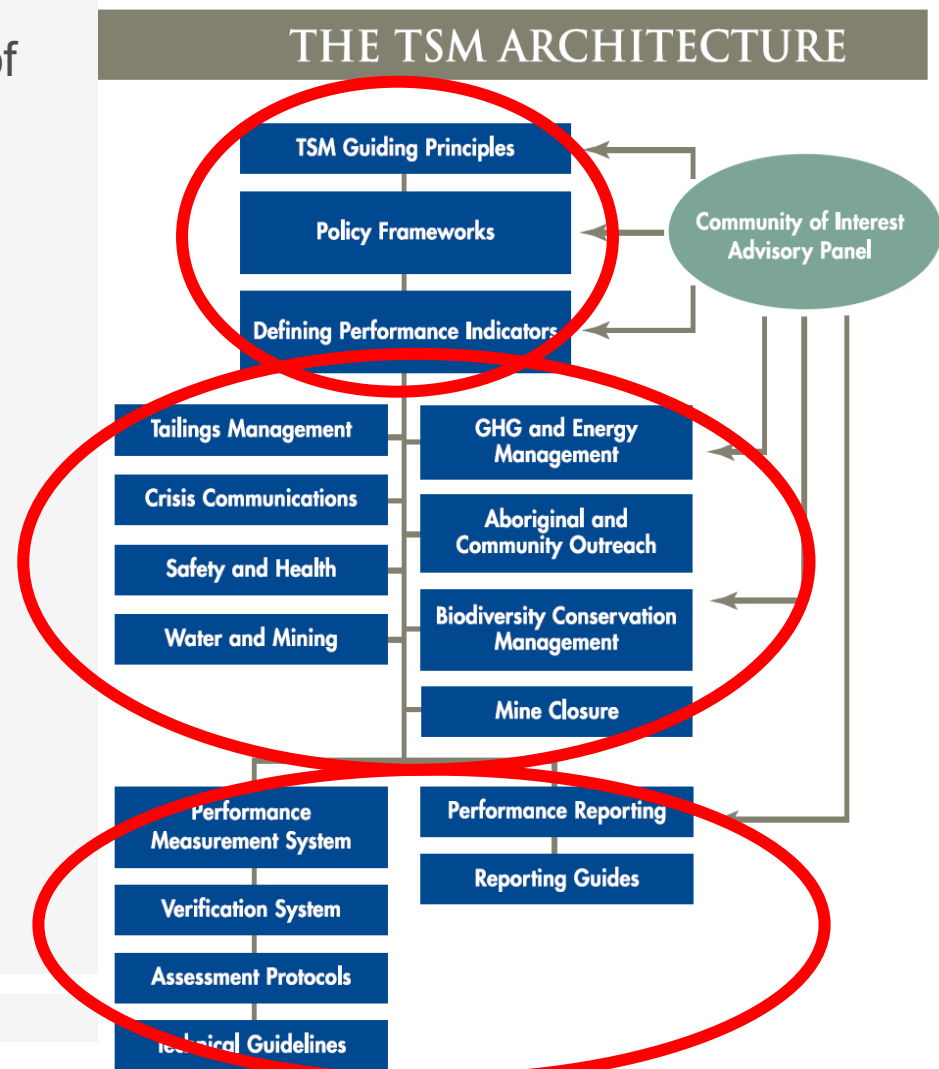 of
THE TSM ARCHITECTURE
TSM Guiding Principles
Policy Frameworks
Defining Performance Indicators
Community of Interest
Advisory Panel
Tailings Management
Crisis Communications
Safety and Health
Water and Mining
GHG and Energy
Management
Aboriginal and
Community Outreach
Biodiversity Conservation
Management
Mine Closure
Performance
Measurement System
Verification System
Assessment Protocols
Technical Guidelines
Performance Reporting
Reporting Guides